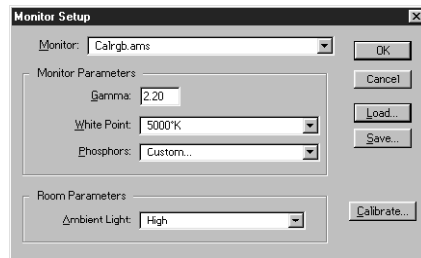 Monitor Setup
Monitor: Calrgb.ams
OK
Monitor Parameters
Cancel
Gamma: 2.20
Load...
White Point: 5000°K
Save...
Phosphors: Custom...
Room Parameters
Ambient Light: High
Calibrate...